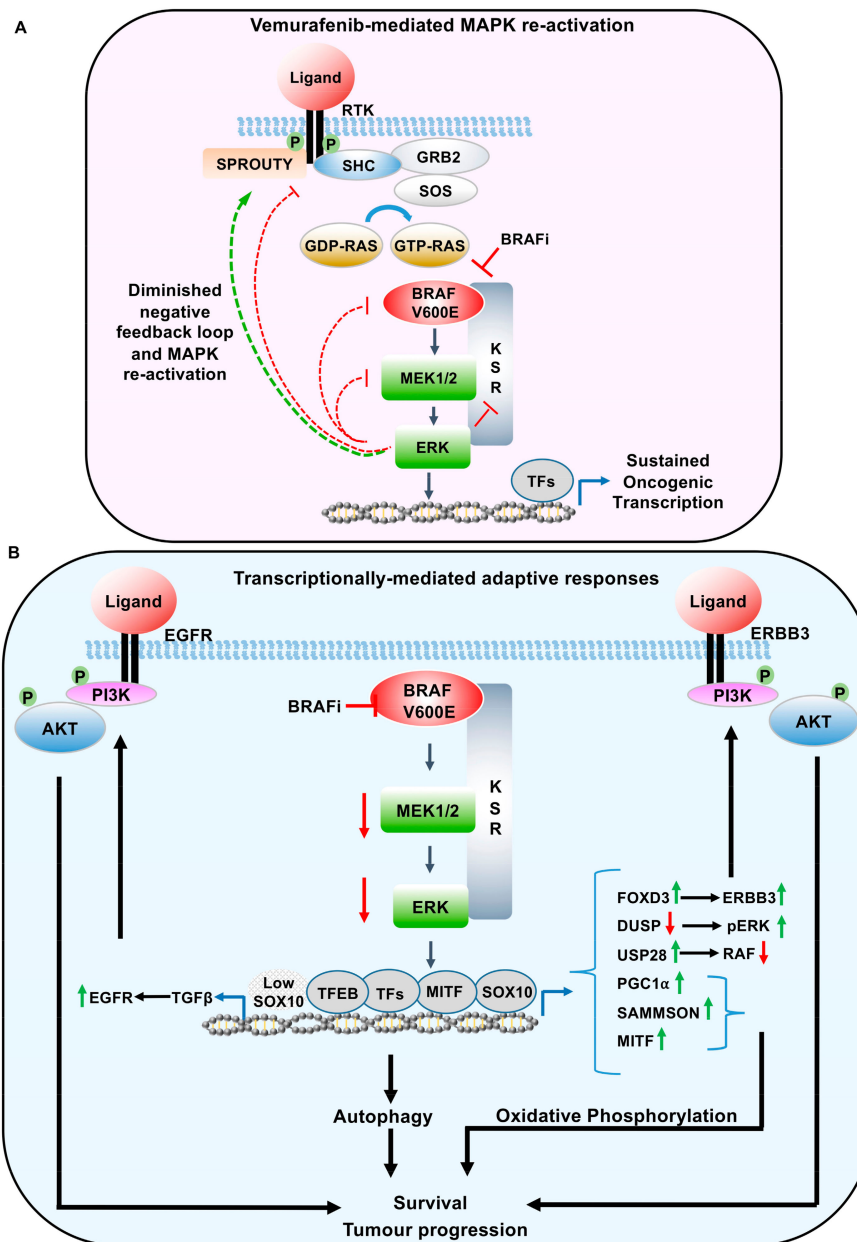 A
Vemurafenib-mediated MAPK re-activation
Ligand
RTK
P
P
SPROUTY
SHC
GRB2
SOS
GDP-RAS
GTP-RAS
BRAFi
BRAF
V600E
Diminished
negative
feedback loop
and MAPK
re-activation
K
S
R
MEK1/2
ERK
TFs
Sustained
Oncogenic
Transcription
B
Transcriptionally-mediated adaptive responses
Ligand
EGFR
Ligand
ERBB3
P
P
PI3K
AKT
P
P
PI3K
AKT
BRAFi
BRAF
V600E
K
S
R
MEK1/2
ERK
FOXD3
ERBB3
DUSP
pERK
USP28
RAF
PGC1α
SAMMSON
MITF
EGFR
TGFβ
Low
SOX10
TFEB
TFs
MITF
SOX10
Autophagy
Oxidative Phosphorylation
Survival
Tumour progression